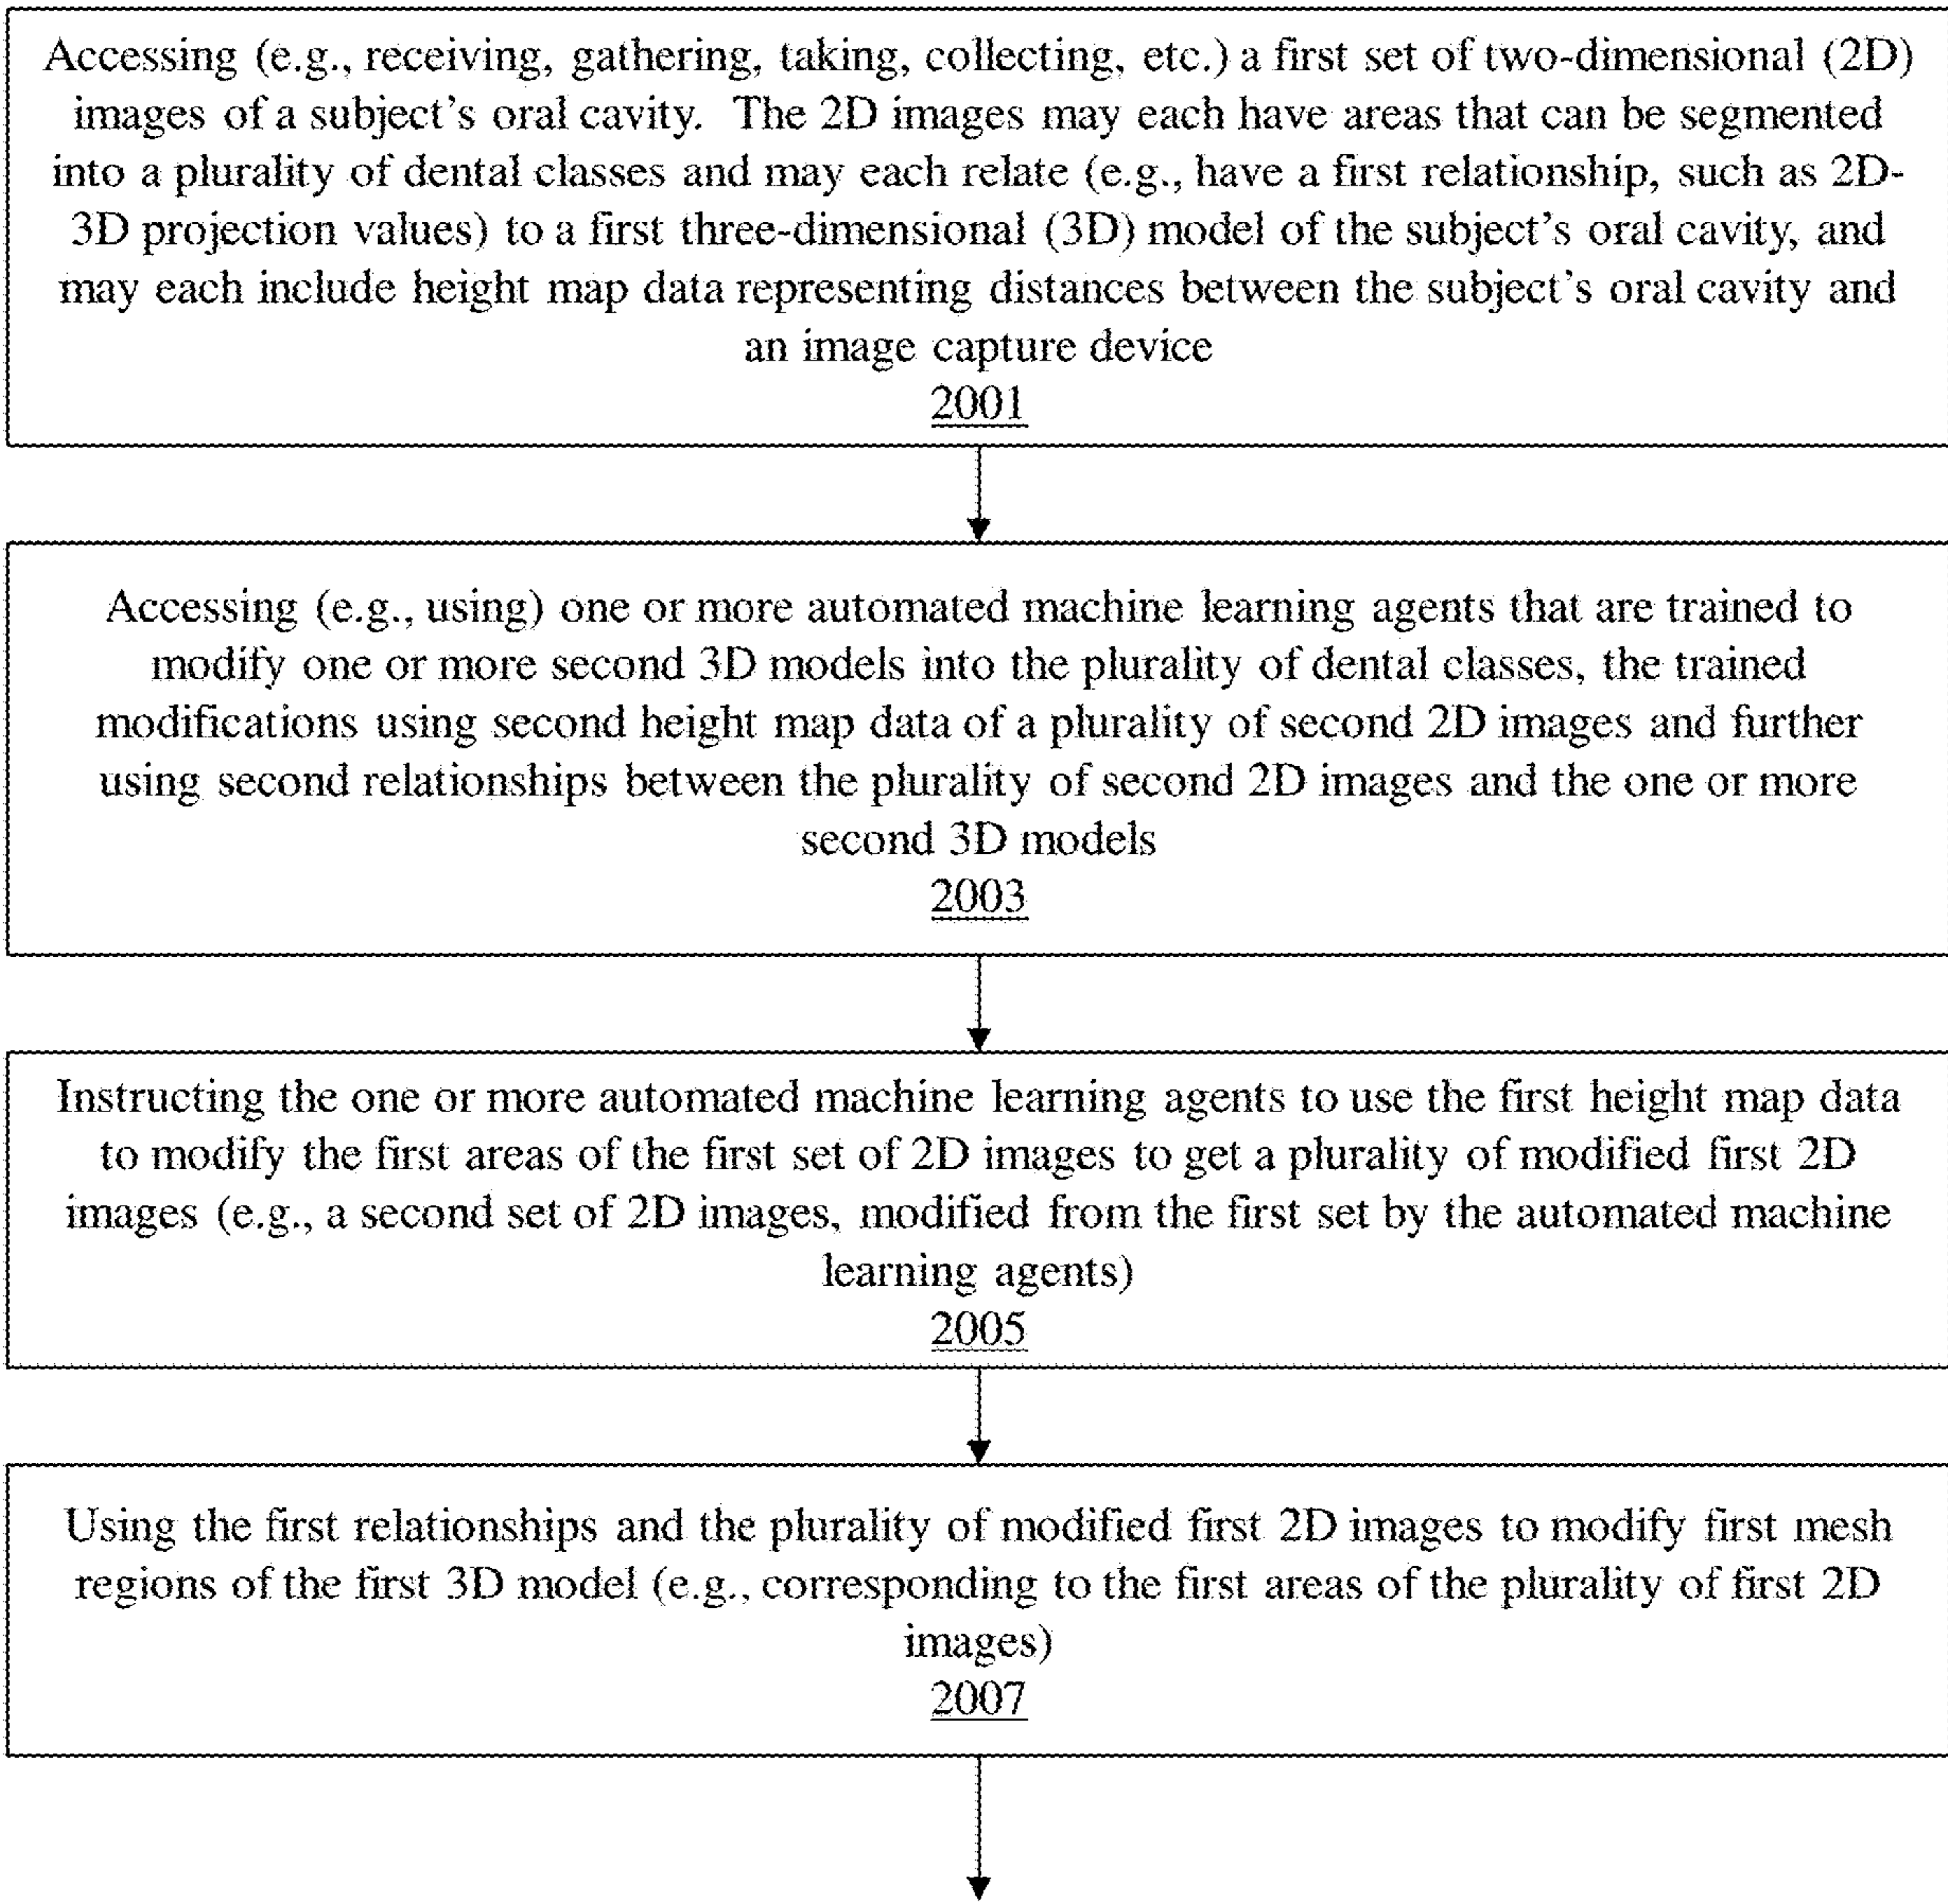 Accessing (e.g., receiving, gathering, taking, collecting, etc.) a first set of two-dimensional (2D)
images of a subject's oral cavity. The 2D images may each have areas that can be segmented
into a plurality of dental classes and may each relate (e.g., have a first relationship, such as 2D-
3D projection values) to a first three-dimensional (3D) model of the subject's oral cavity, and
may each include height map data representing distances between the subject's oral cavity and
an image capture device
2001
Accessing (e.g., using) one or more automated machine learning agents that are trained to
modify one or more second 3D models into the plurality of dental classes, the trained
modifications using second height map data of a plurality of second 2D images and further
using second relationships between the plurality of second 2D images and the one or more
second 3D models
2003
Instructing the one or more automated machine learning agents to use the first height map data
to modify the first areas of the first set of 2D images to get a plurality of modified first 2D
images (e.g., a second set of 2D images, modified from the first set by the automated machine
learning agents)
2005
Using the first relationships and the plurality of modified first 2D images to modify first mesh
regions of the first 3D model (e.g., corresponding to the first areas of the plurality of first 2D
images)
2007